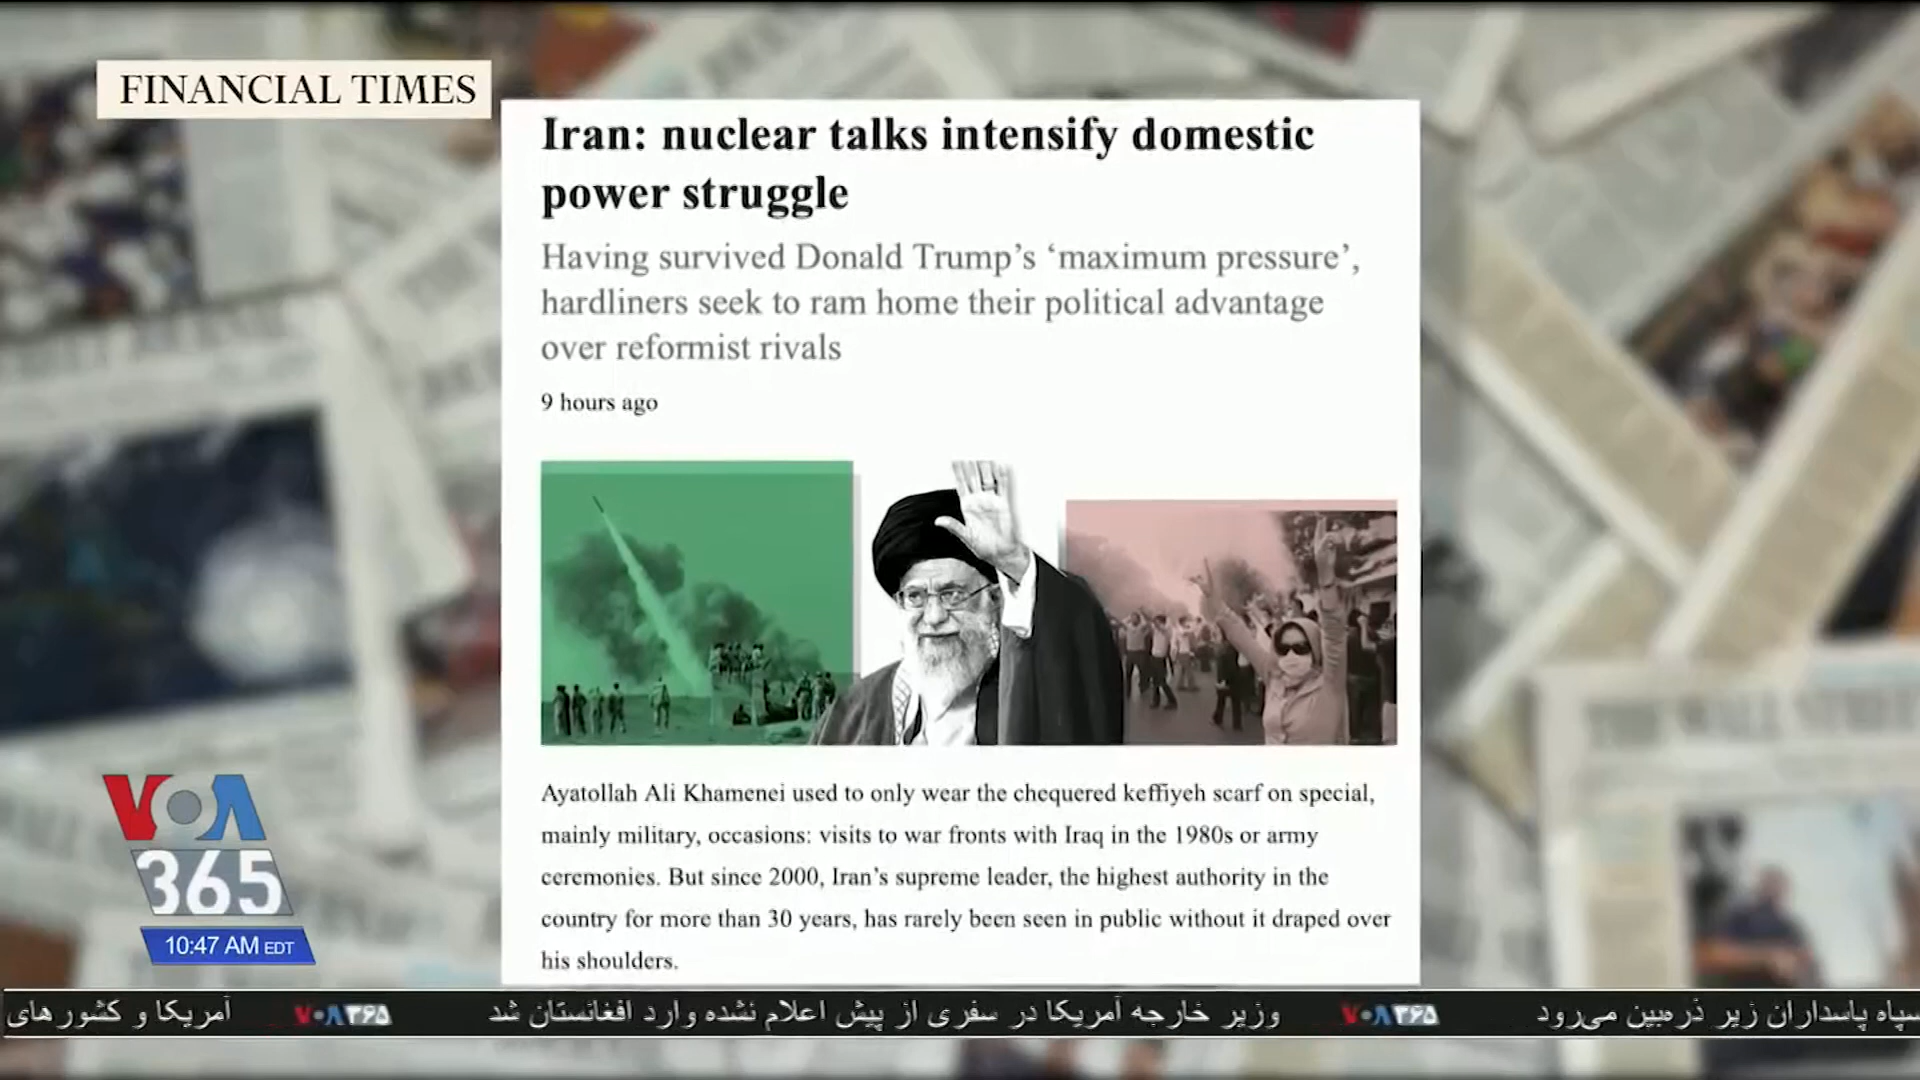 FINANCIAL TIMES
Iran: nuclear talks intensify domestic
power struggle
Having survived Donald Trump’s ‘maximum pressure’,
hardliners seek to ram home their political advantage
over reformist rivals
9 hours ago
Ayatollah Ali Khamenei used to only wear the chequered keffiyeh scarf on special,
mainly military, occasions: visits to war fronts with Iraq in the 1980s or army
ceremonies. But since 2000, Iran’s supreme leader, the highest authority in the
country for more than 30 years, has rarely been seen in public without it draped over
his shoulders.
VOA
365
10:47 AM EDT
سپاه پاسداران زیر ذره‌بین می‌رود VOA۳۶۵ وزیر خارجه آمریکا در سفری از پیش اعلام نشده وارد افغانستان شد VOA۳۶۵ آمریکا و کشورهای